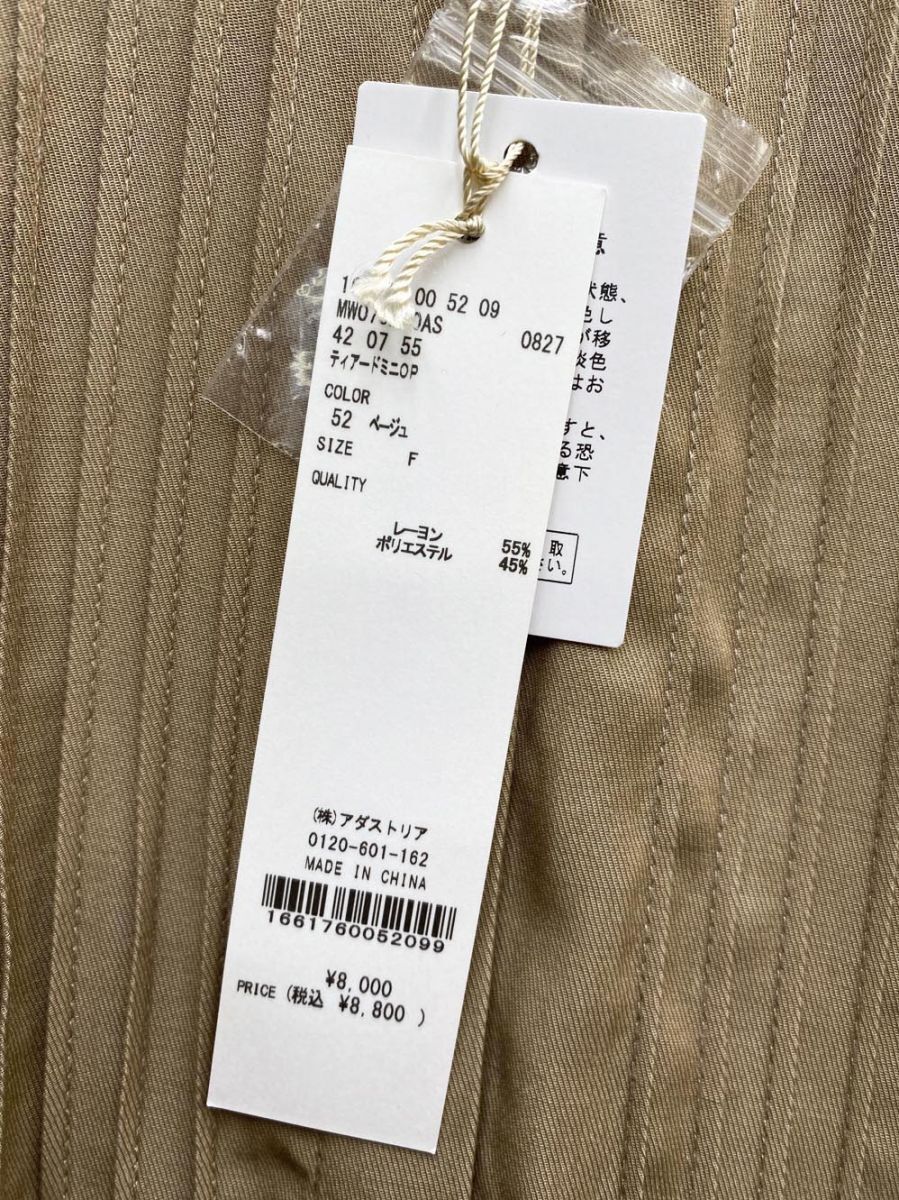 00 52 09
0827
42 07 55
ティアードミニOP
COLOR
52 ベージュ
SIZE F
QUALITY
レーヨン 55%
ポリエステル 45%
(株)アダストリア
0120-601-162
MADE IN CHINA
1661760052099
¥8,000
PRICE (税込 ¥8,800 )
意
状態、
色し
が移
淡色
はお
すと、
る恐
意下
取
さい。